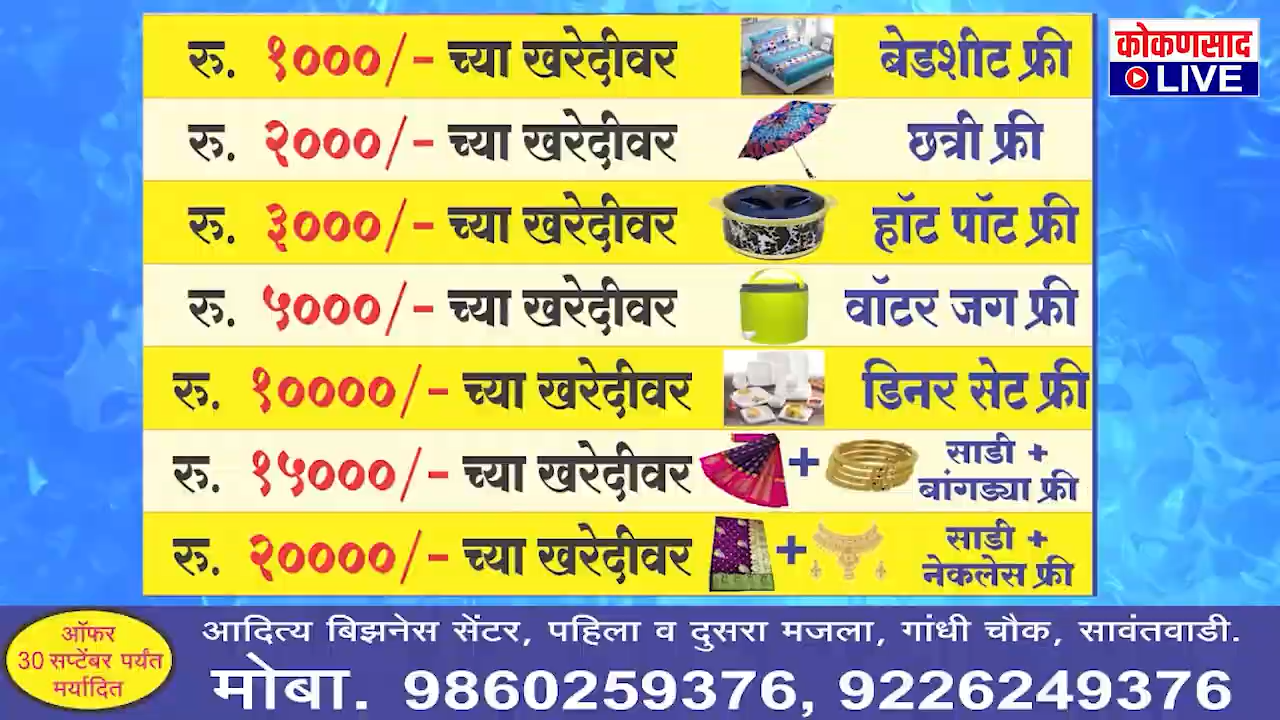 रु. १०००/- च्या खरेदीवर बेडशीट फ्री
रु. २०००/- च्या खरेदीवर छत्री फ्री
रु. ३०००/- च्या खरेदीवर हॉट पॉट फ्री
रु. ५०००/- च्या खरेदीवर वॉटर जग फ्री
रु. १००००/- च्या खरेदीवर डिनर सेट फ्री
रु. १५०००/- च्या खरेदीवर + साडी +
बांगड्या फ्री
रु. २००००/- च्या खरेदीवर + साडी +
नेकलेस फ्री
कोकणसाद
LIVE
ऑफर
30 सप्टेंबर पर्यंत
मर्यादित
आदित्य बिझनेस सेंटर, पहिला व दुसरा मजला, गांधी चौक, सावंतवाडी.
मोबा. 9860259376, 9226249376